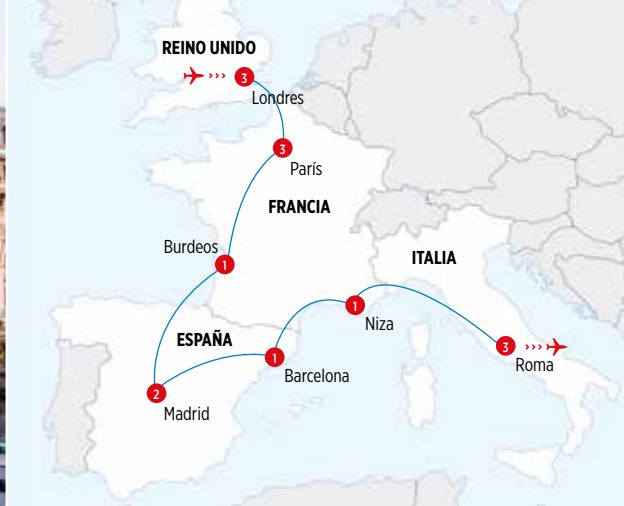 REINO UNIDO
3
Londres
3
París
FRANCIA
Burdeos
1
ITALIA
1
Niza
ESPAÑA
1
Barcelona
3
Roma
2
Madrid